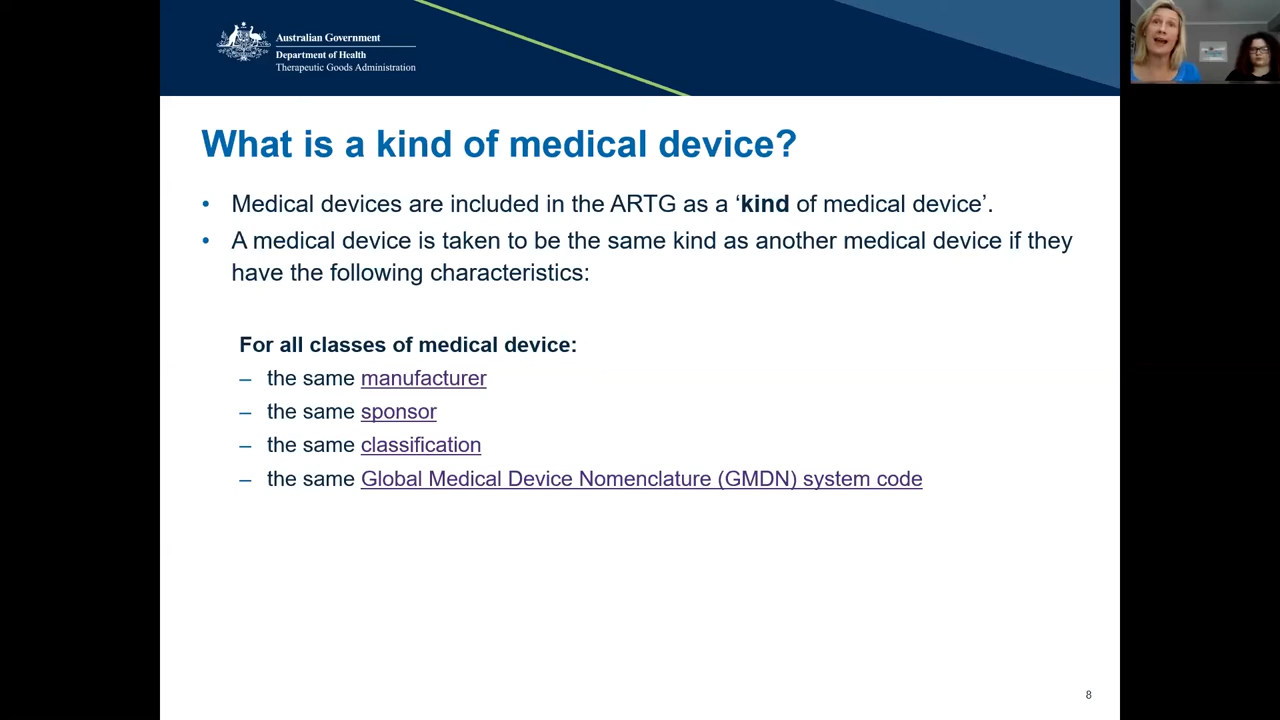 Australian Government
Department of Health
Therapeutic Goods Administration
What is a kind of medical device?
• Medical devices are included in the ARTG as a ‘kind of medical device’.
• A medical device is taken to be the same kind as another medical device if they
have the following characteristics:
For all classes of medical device:
– the same manufacturer
– the same sponsor
– the same classification
– the same Global Medical Device Nomenclature (GMDN) system code
8